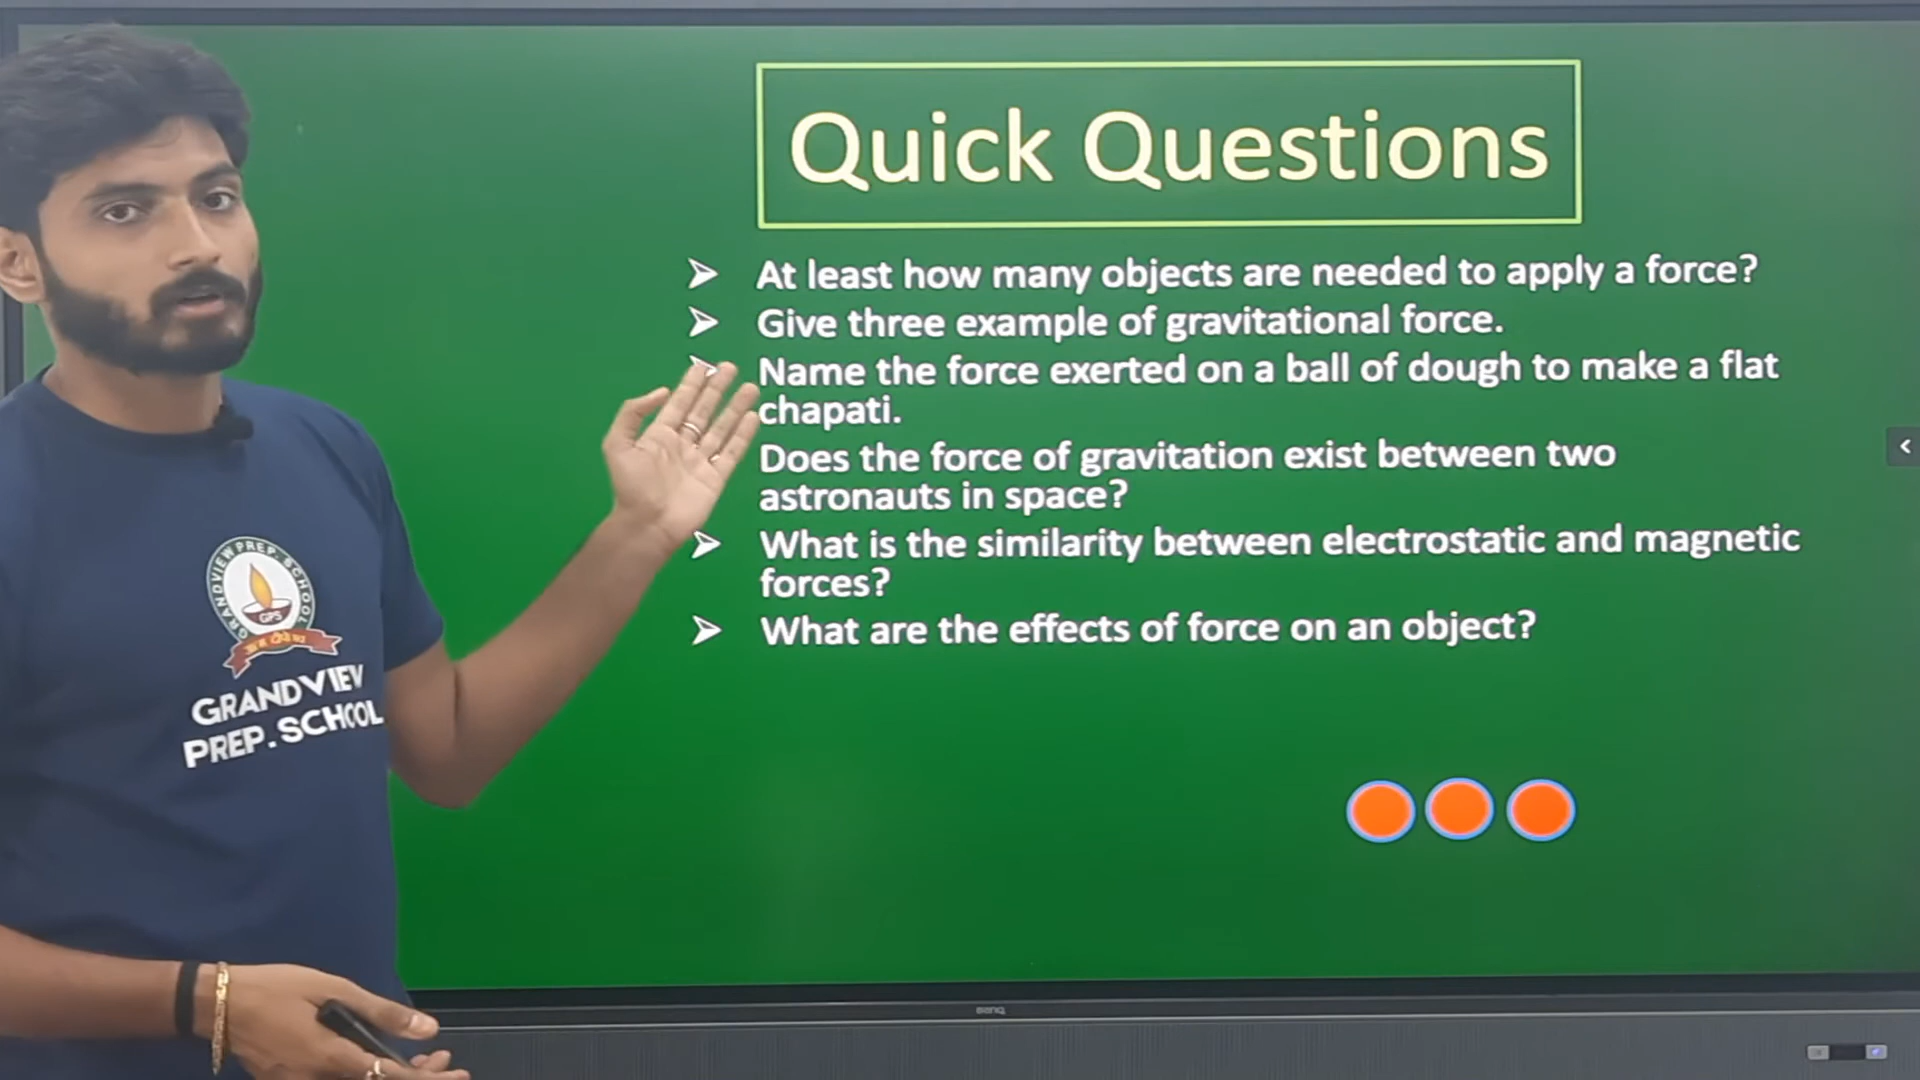 Quick Questions
At least how many objects are needed to apply a force?
Give three example of gravitational force.
Name the force exerted on a ball of dough to make a flat
chapati.
Does the force of gravitation exist between two
astronauts in space?
What is the similarity between electrostatic and magnetic
forces?
What are the effects of force on an object?
GRANDVIEW PREP. SCHOOL
GPS
GRANDVIEV
PREP. SCHOOL
BenQ